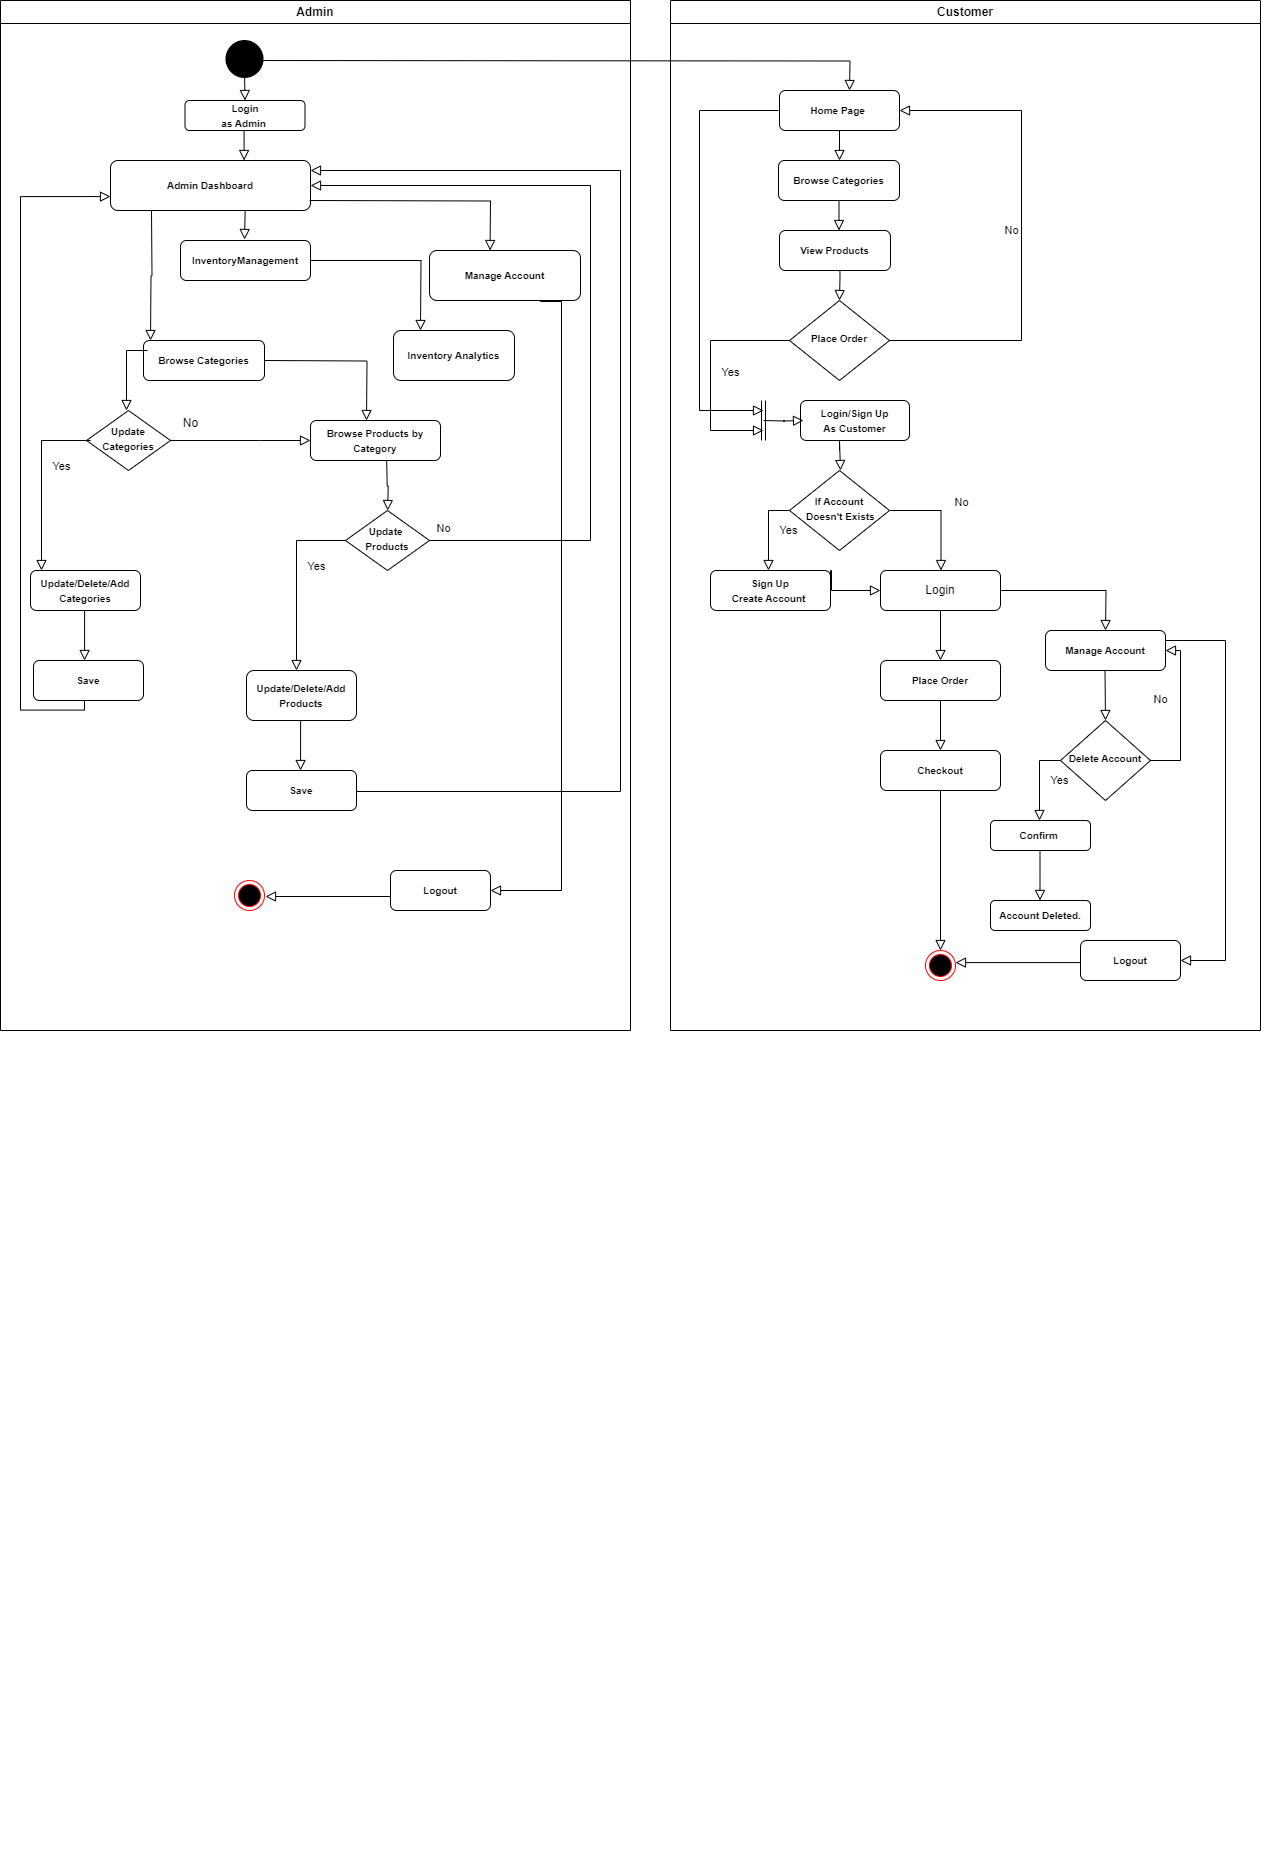 Admin
Login
as Admin
Admin Dashboard
InventoryManagement
Manage Account
Inventory Analytics
Browse Categories
Update
Categories
No
Yes
Browse Products by
Category
Update
Products
No
Yes
Update/Delete/Add
Categories
Save
Update/Delete/Add
Products
Save
Logout
Customer
Home Page
Browse Categories
View Products
No
Place Order
Yes
Login/Sign Up
As Customer
If Account
Doesn't Exists
No
Yes
Sign Up
Create Account
Login
Manage Account
Place Order
No
Checkout
Delete Account
Yes
Confirm
Account Deleted.
Logout